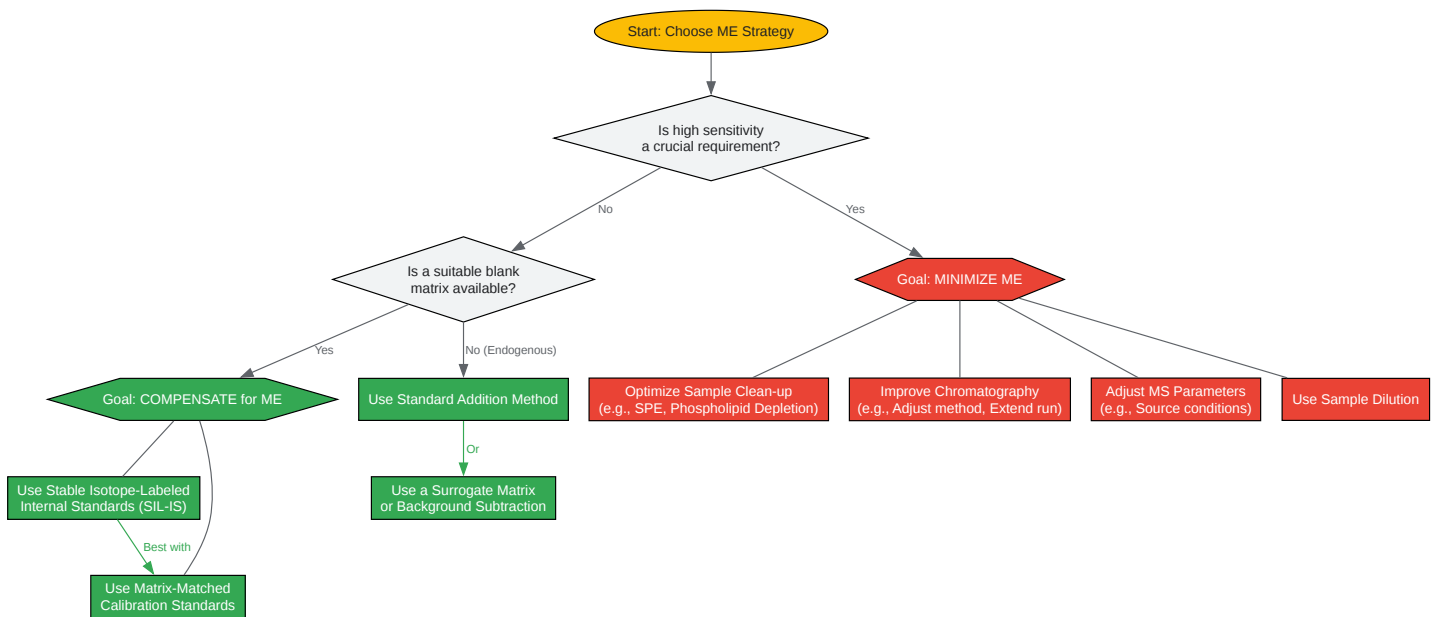 Start: Choose ME Strategy
Is high sensitivity
a crucial requirement?
No
Yes
Is a suitable blank
matrix available?
Goal: MINIMIZE ME
Yes
No (Endogenous)
Goal: COMPENSATE for ME
Use Standard Addition Method
Optimize Sample Clean-up
(e.g., SPE, Phospholipid Depletion)
Improve Chromatography
(e.g., Adjust method, Extend run)
Adjust MS Parameters
(e.g., Source conditions)
Use Sample Dilution
Or
Use Stable Isotope-Labeled
Internal Standards (SIL-IS)
Use a Surrogate Matrix
or Background Subtraction
Best with
Use Matrix-Matched
Calibration Standards